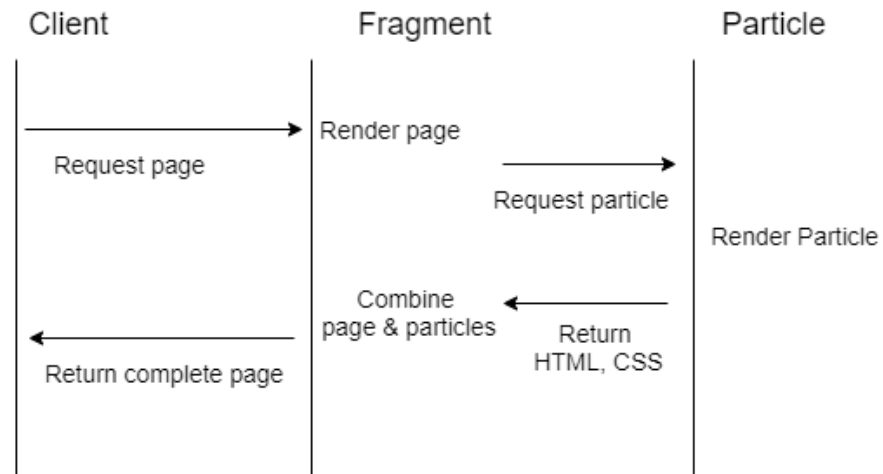 Client
Fragment
Particle
Render page
Request page
Request particle
Render Particle
Combine
page & particles
Return
HTML, CSS
Return complete page